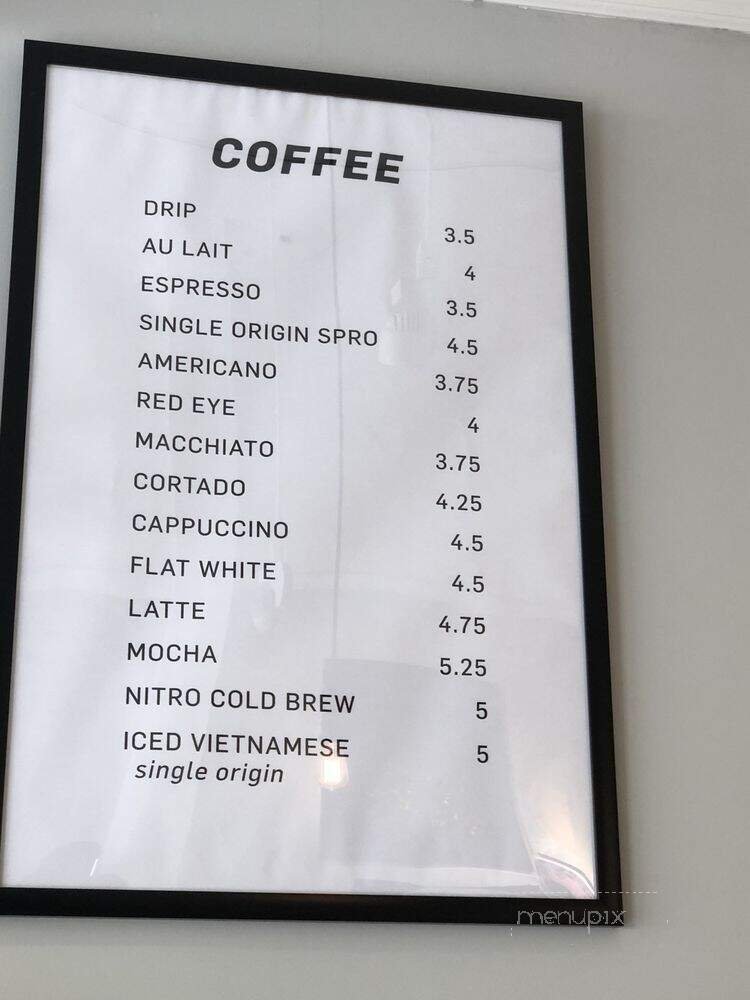 COFFEE
DRIP 3.5
AU LAIT 4
ESPRESSO 3.5
SINGLE ORIGIN SPRO 4.5
AMERICANO 3.75
RED EYE 4
MACCHIATO 3.75
CORTADO 4.25
CAPPUCCINO 4.5
FLAT WHITE 4.5
LATTE 4.75
MOCHA 5.25
NITRO COLD BREW 5
ICED VIETNAMESE 5
single origin
menupix